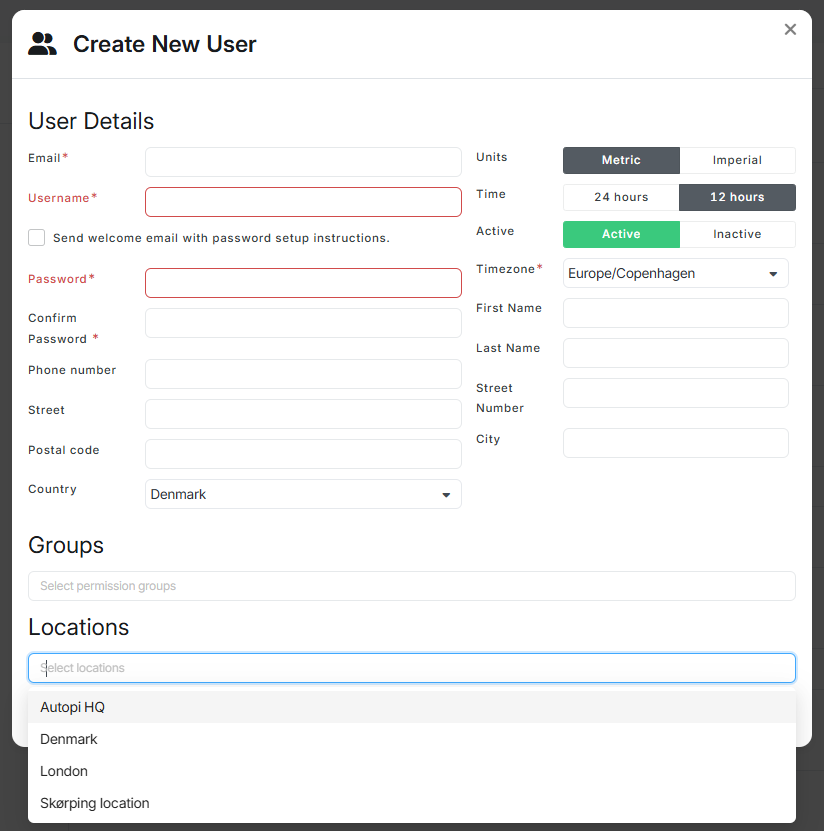 Create New User
×
User Details
Email*
Username*
Send welcome email with password setup instructions.
Password*
Confirm
Password *
Phone number
Street
Postal code
Country
Denmark
Units
Metric
Imperial
Time
24 hours
12 hours
Active
Active
Inactive
Timezone*
Europe/Copenhagen
First Name
Last Name
Street
Number
City
Groups
Select permission groups
Locations
Select locations
Autopi HQ
Denmark
London
Skørping location